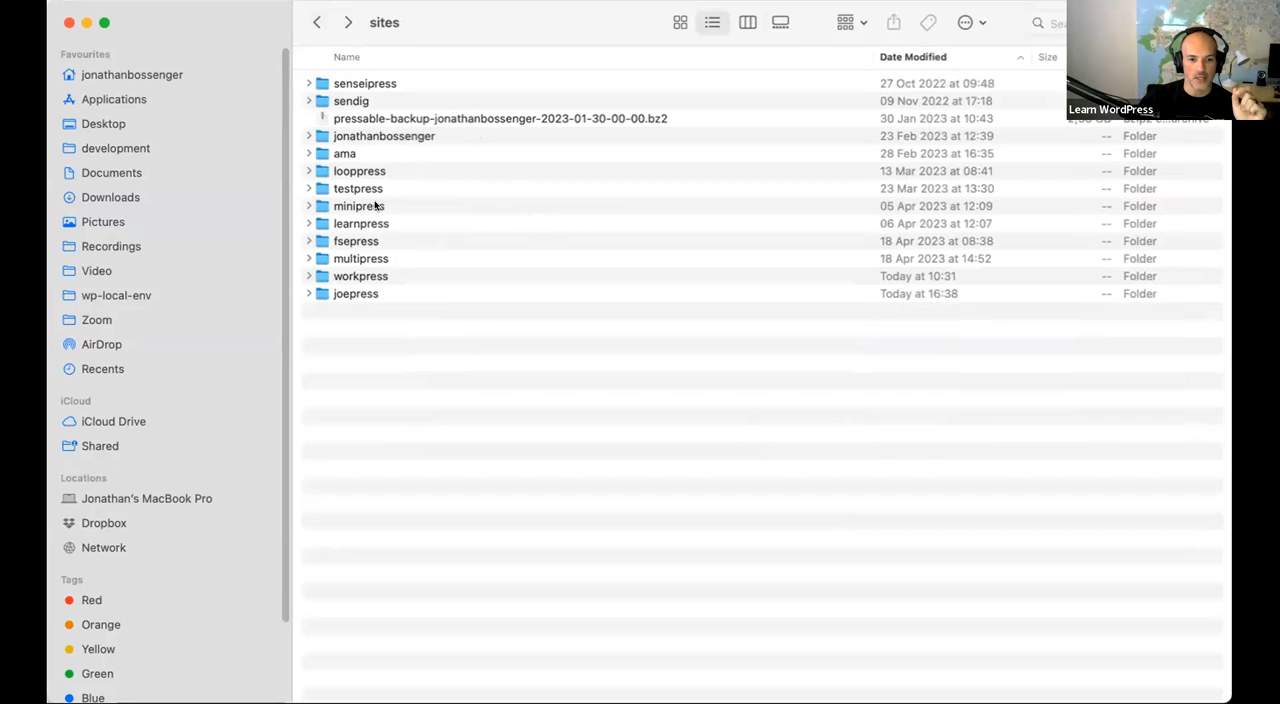 sites
Sea
Favourites
jonathanbossenger
Applications
Desktop
development
Documents
Downloads
Pictures
Recordings
Video
wp-local-env
Zoom
AirDrop
Recents
iCloud
iCloud Drive
Shared
Locations
Jonathan's MacBook Pro
Dropbox
Network
Tags
Red
Orange
Yellow
Green
Blue
Name Date Modified Size
senseipress 27 Oct 2022 at 09:48
sendig 09 Nov 2022 at 17:18
pressable-backup-jonathanbossenger-2023-01-30-00-00.bz2 30 Jan 2023 at 10:43
jonathanbossenger 23 Feb 2023 at 12:39 -- Folder
ama 28 Feb 2023 at 16:35 -- Folder
looppress 13 Mar 2023 at 08:41 -- Folder
testpress 23 Mar 2023 at 13:30 -- Folder
minipress 05 Apr 2023 at 12:09 -- Folder
learnpress 06 Apr 2023 at 12:07 -- Folder
fsepress 18 Apr 2023 at 08:38 -- Folder
multipress 18 Apr 2023 at 14:52 -- Folder
workpress Today at 10:31 -- Folder
joepress Today at 16:38 -- Folder
Learn WordPress